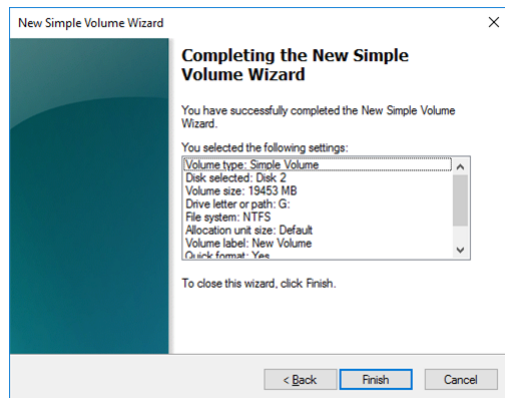 New Simple Volume Wizard
Completing the New Simple
Volume Wizard
You have successfully completed the New Simple Volume
Wizard.
You selected the following settings:
Volume type: Simple Volume
Disk selected: Disk 2
Volume size: 19453 MB
Drive letter or path: G:
File system: NTFS
Allocation unit size: Default
Volume label: New Volume
Quick format: Yes
To close this wizard, click Finish.
< Back
Finish
Cancel